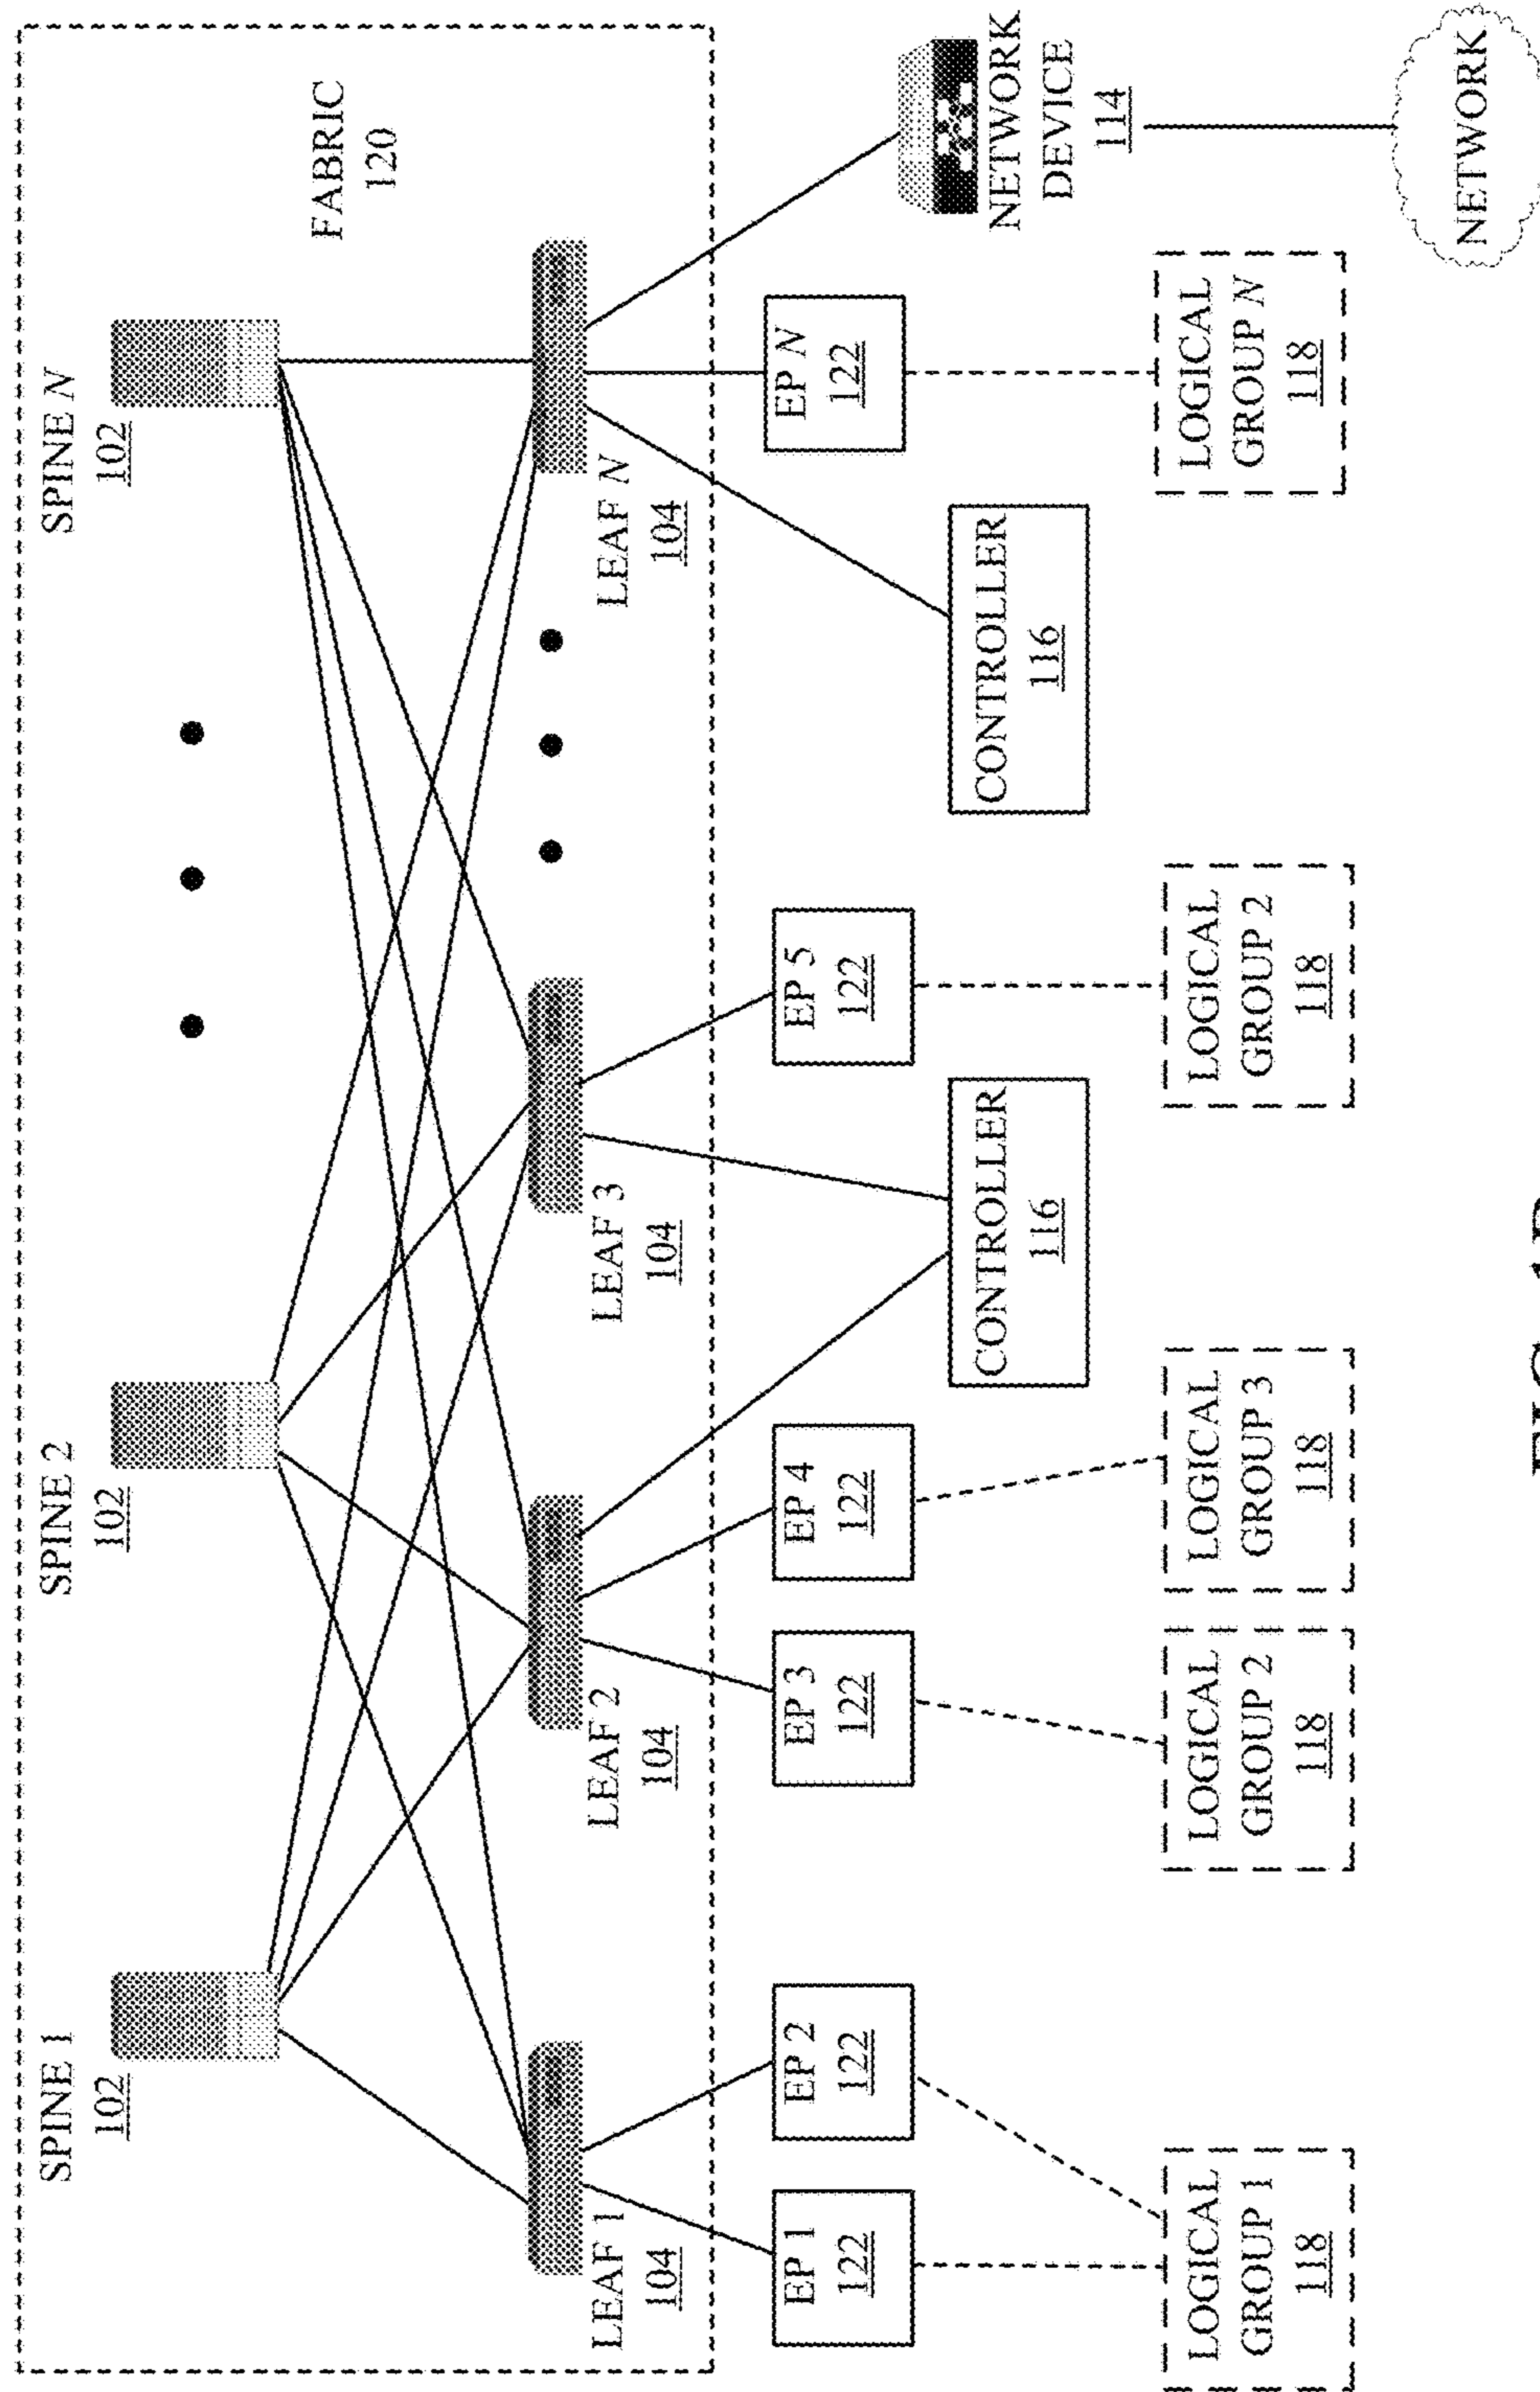 SPINE 1
102
SPINE 2
102
SPINE N
102
FABRIC
120
LEAF 1
104
LEAF 2
104
LEAF 3
104
LEAF N
104
EP 1
122
EP 2
122
EP 3
122
EP 4
122
EP 5
122
EP N
122
CONTROLLER
116
CONTROLLER
116
NETWORK
DEVICE
114
LOGICAL
GROUP 1
118
LOGICAL
GROUP 2
118
LOGICAL
GROUP 3
118
LOGICAL
GROUP 2
118
LOGICAL
GROUP N
118
NETWORK